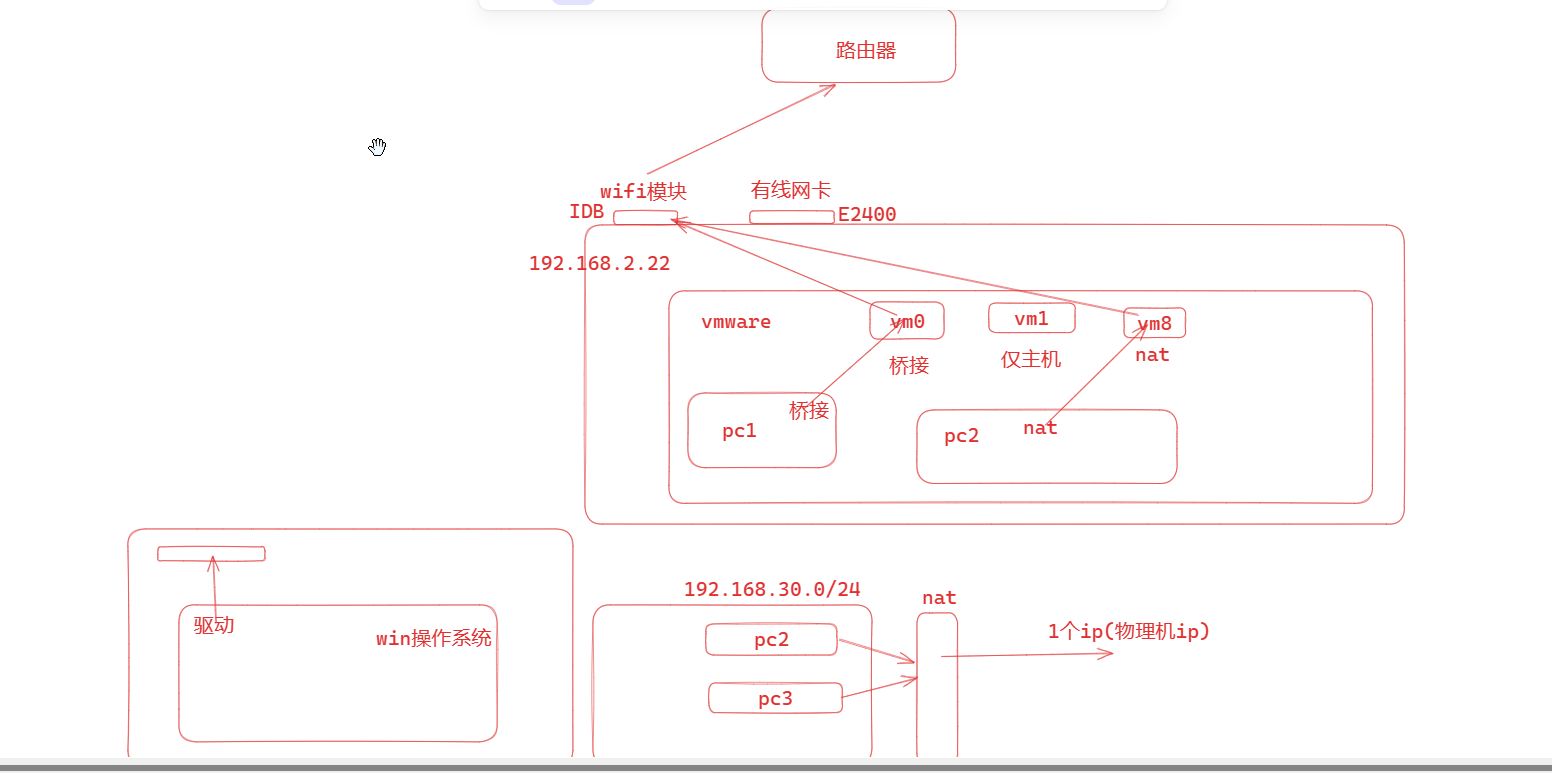 路由器
wifi模块
有线网卡
IDB
E2400
192.168.2.22
vmware
vm0
vm1
vm8
桥接
仅主机
nat
桥接
pc1
pc2
nat
192.168.30.0/24
nat
驱动
win操作系统
pc2
1个ip(物理机ip)
pc3